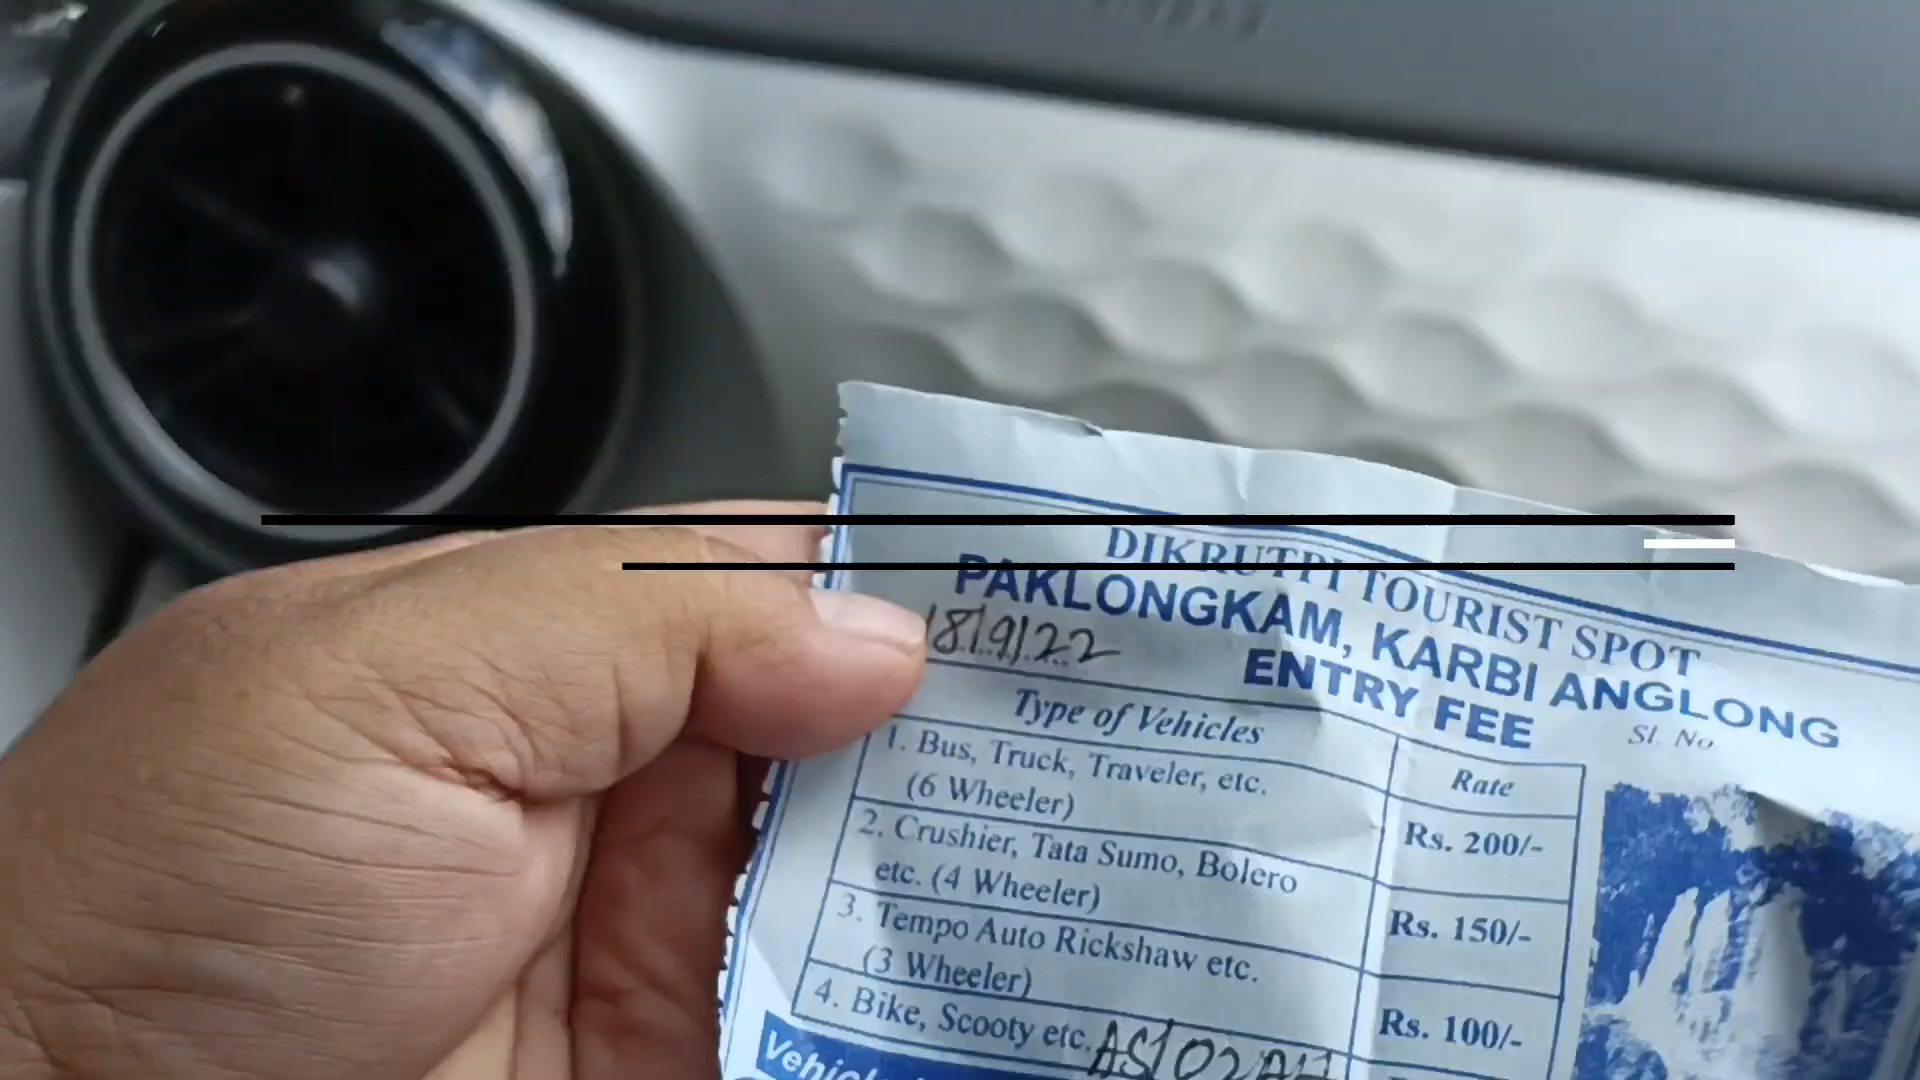 DIKRUTPI TOURIST SPOT
PAKLONGKAM, KARBI ANGLONG
18/9/22
ENTRY FEE
Sl. No.
Type of Vehicles
Rate
1. Bus, Truck, Traveler, etc.
(6 Wheeler)
Rs. 200/-
2. Crushier, Tata Sumo, Bolero
etc. (4 Wheeler)
Rs. 150/-
3. Tempo Auto Rickshaw etc.
(3 Wheeler)
Rs. 100/-
4. Bike, Scooty etc.